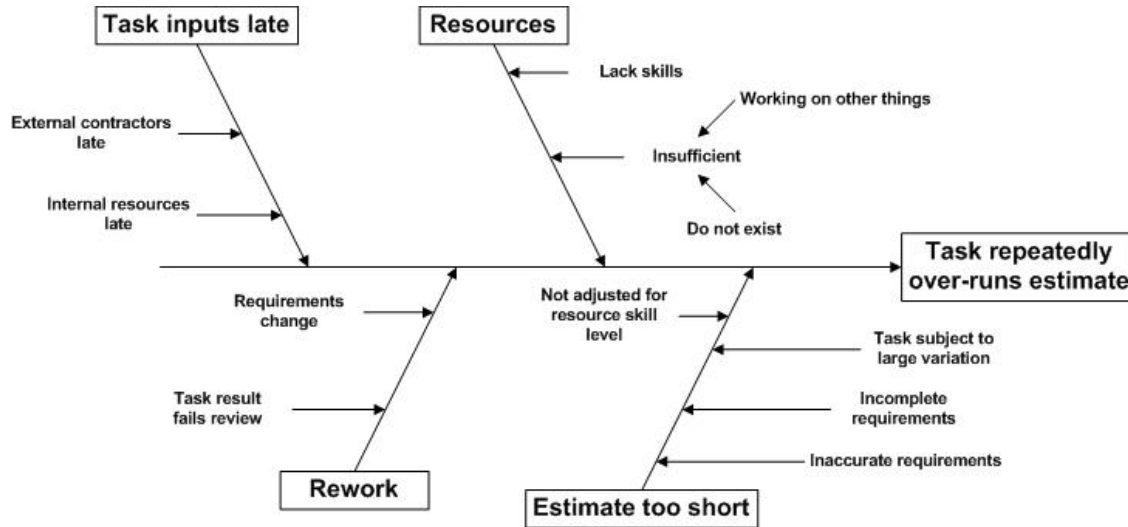 Task inputs late
Resources
Lack skills
Working on other things
External contractors
late
Insufficient
Internal resources
late
Do not exist
Task repeatedly
over-runs estimate
Requirements
change
Not adjusted for
resource skill
level
Task subject to
large variation
Task result
fails review
Incomplete
requirements
Inaccurate requirements
Rework
Estimate too short